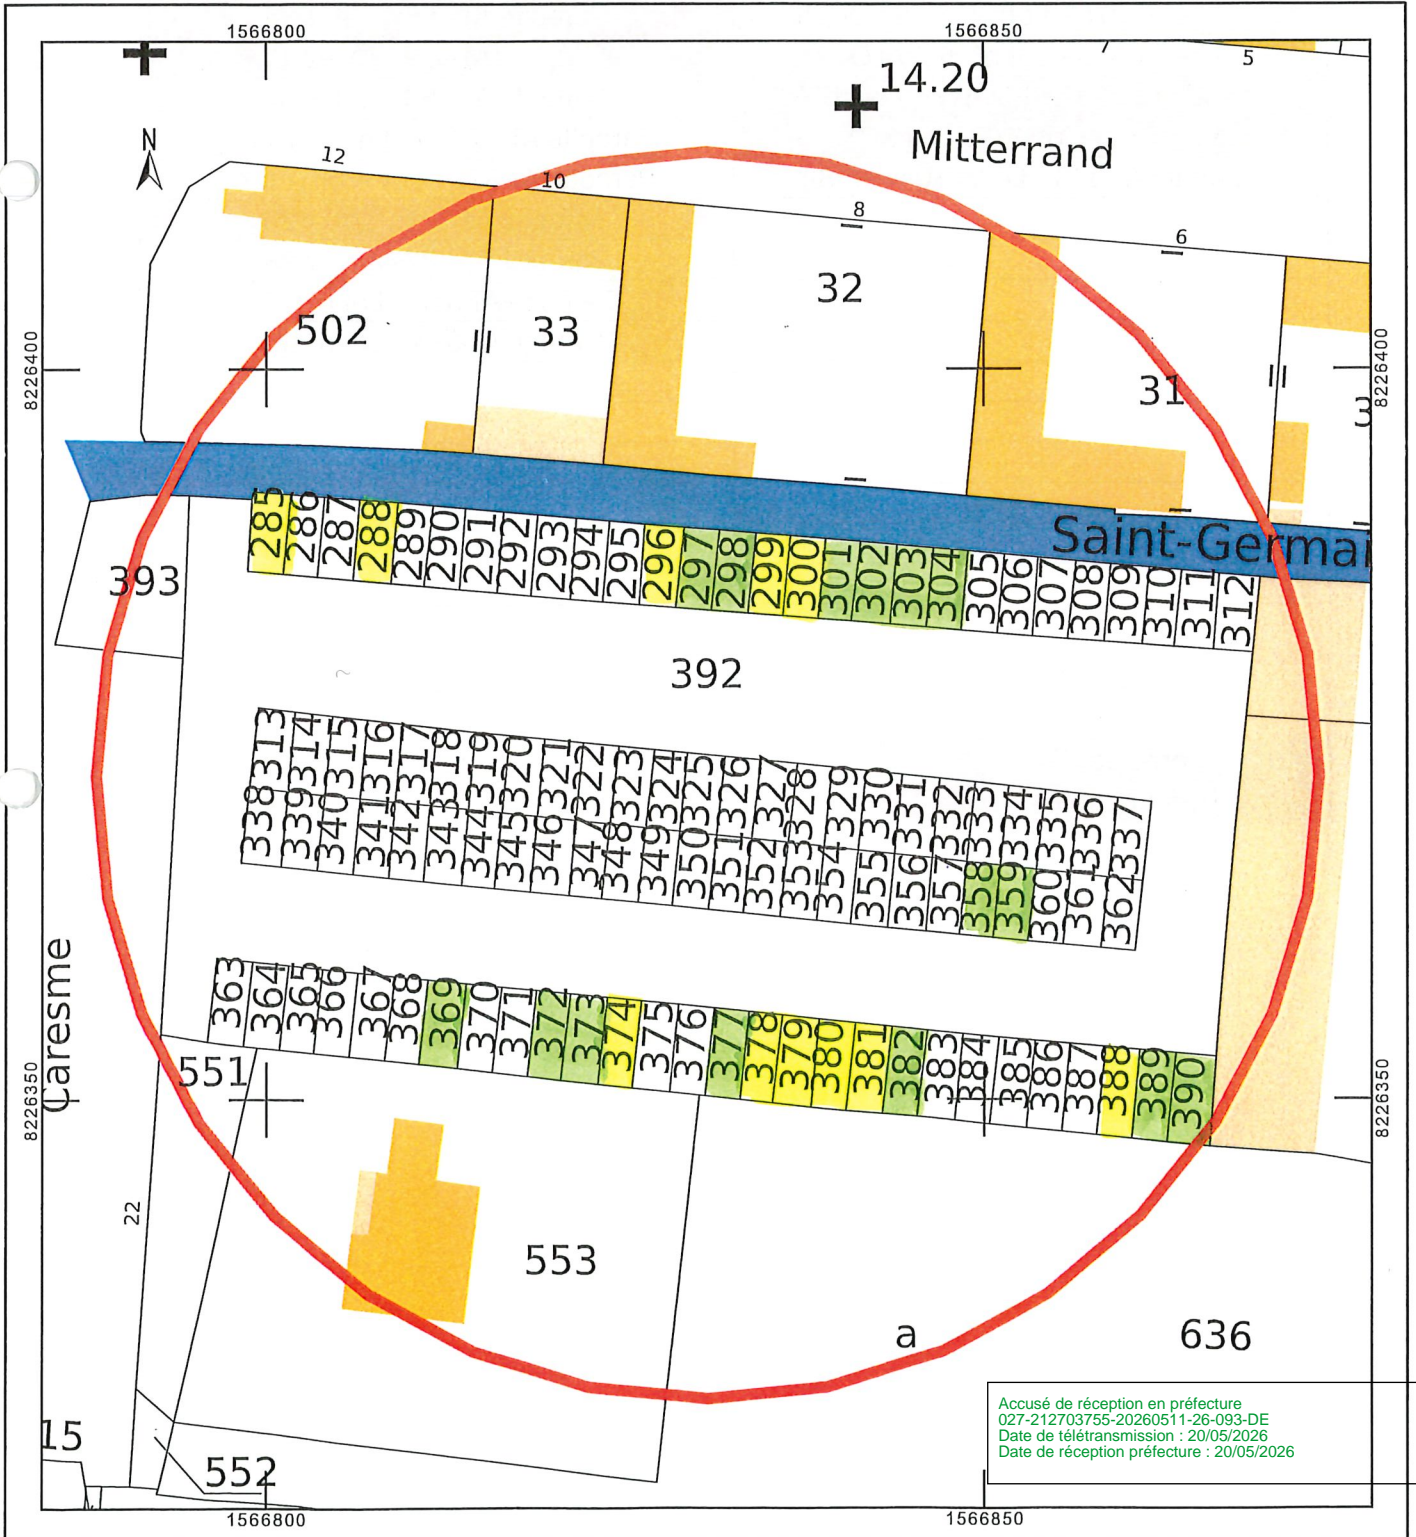 1566800 1566850
7 5
14.20
N
Mitterrand
12
10
8
6
32
502 33
31
8226400 8226400
3
Saint-Germai
285 286 287 288 289 290 291 292 293 294 295 296 297 298 299 300 301 302 303 304 305 306 307 308 309 310 311 312
393
392
313 314 315 316 317 318 319 320 321 322 323 324 325 326 327 328 329 330 331 332 333 334 335 336 337
338 339 340 341 342 343 344 345 346 347 348 349 350 351 352 353 354 355 356 357 358 359 360 361 362
Caresme
363 364 365 366 367 368 369 370 371 372 373 374 375 376 377 378 379 380 381 382 383 384 385 386 387 388 389 390
551
8226350 8226350
22
553
a 636
Accusé de réception en préfecture
027-212703755-20260511-26-093-DE
Date de télétransmission : 20/05/2026
Date de réception préfecture : 20/05/2026
15
552
1566800 1566850